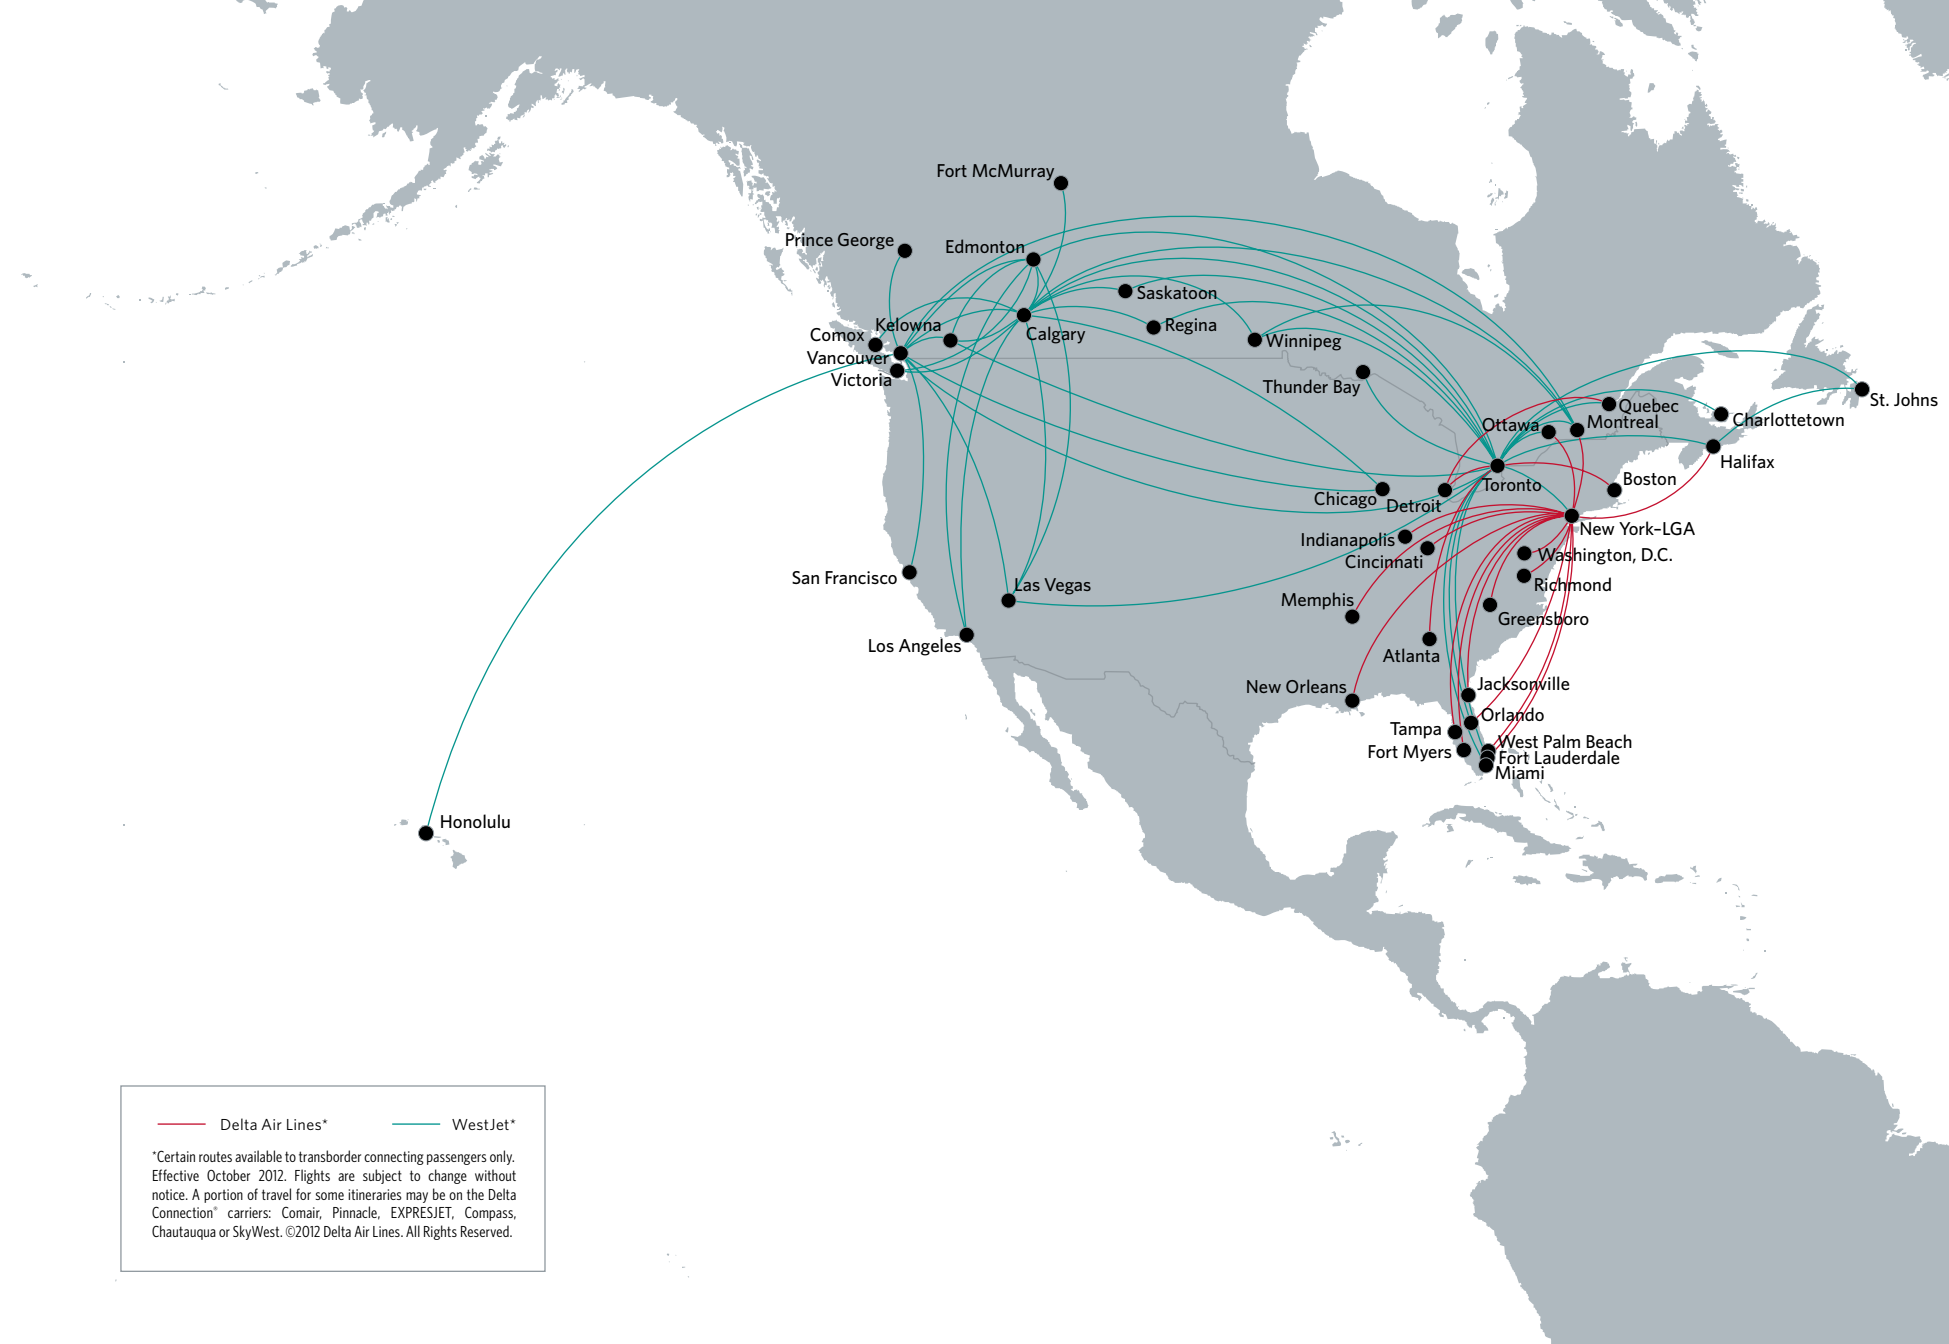 Fort McMurray
Prince George
Edmonton
Saskatoon
Kelowna
Regina
Comox
Calgary
Winnipeg
Vancouver
Victoria
Thunder Bay
St. Johns
Quebec
Charlottetown
Ottawa
Montreal
Halifax
Toronto
Boston
Chicago
Detroit
New York–LGA
Indianapolis
Washington, D.C.
Cincinnati
San Francisco
Las Vegas
Richmond
Memphis
Greensboro
Los Angeles
Atlanta
New Orleans
Jacksonville
Orlando
Tampa
West Palm Beach
Fort Myers
Fort Lauderdale
Miami
Honolulu
Delta Air Lines* WestJet*
*Certain routes available to transborder connecting passengers only.
Effective October 2012. Flights are subject to change without
notice. A portion of travel for some itineraries may be on the Delta
Connection® carriers: Comair, Pinnacle, EXPRESJET, Compass,
Chautauqua or SkyWest. ©2012 Delta Air Lines. All Rights Reserved.